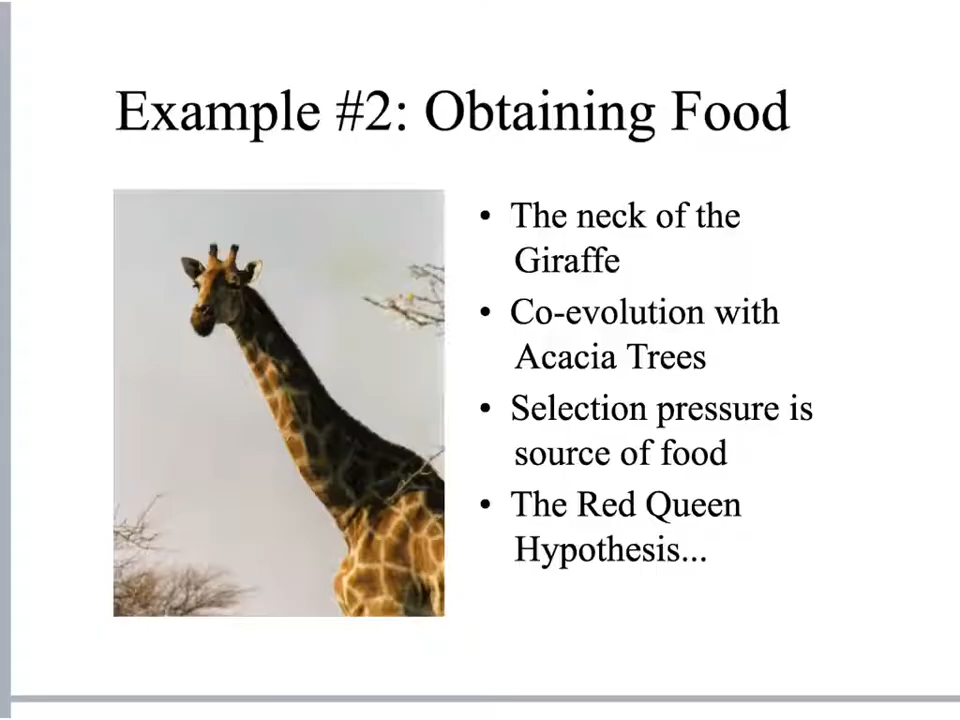 Example #2: Obtaining Food
• The neck of the
Giraffe
• Co-evolution with
Acacia Trees
• Selection pressure is
source of food
• The Red Queen
Hypothesis...